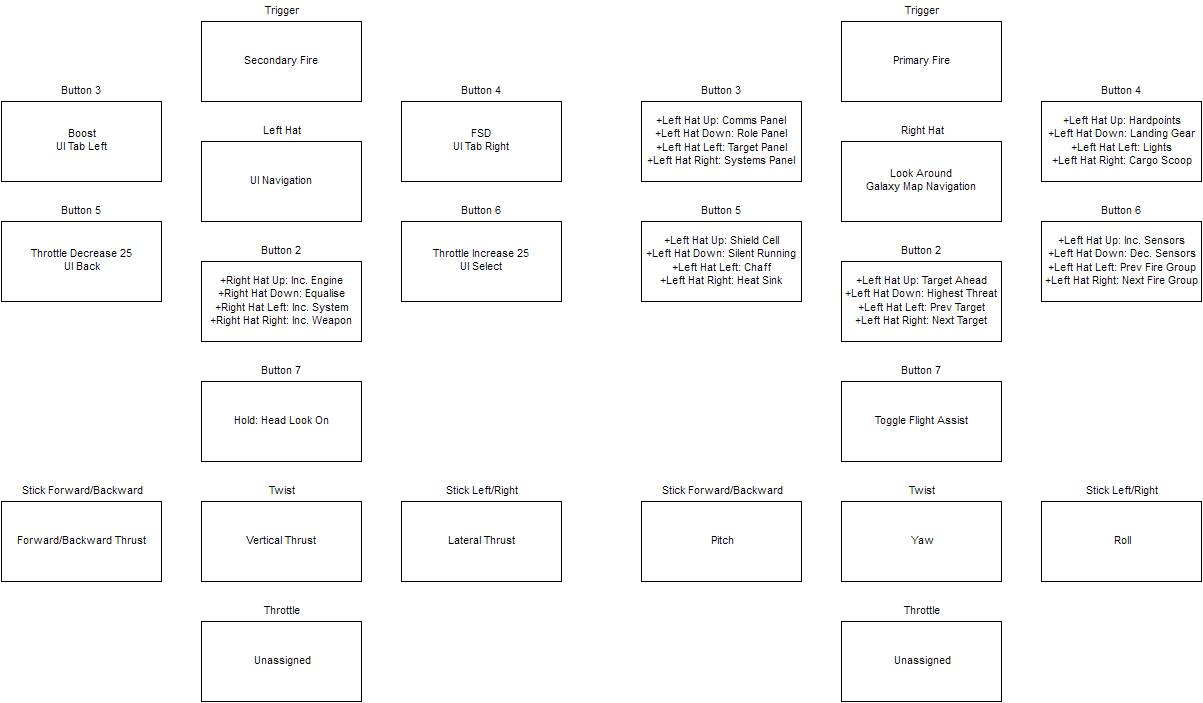 Trigger
Secondary Fire
Button 3
Boost
UI Tab Left
Left Hat
UI Navigation
Button 4
FSD
UI Tab Right
Button 5
Throttle Decrease 25
UI Back
Button 2
+Right Hat Up: Inc. Engine
+Right Hat Down: Equalise
+Right Hat Left: Inc. System
+Right Hat Right: Inc. Weapon
Button 6
Throttle Increase 25
UI Select
Button 7
Hold: Head Look On
Stick Forward/Backward
Forward/Backward Thrust
Twist
Vertical Thrust
Stick Left/Right
Lateral Thrust
Throttle
Unassigned
Trigger
Primary Fire
Button 3
+Left Hat Up: Comms Panel
+Left Hat Down: Role Panel
+Left Hat Left: Target Panel
+Left Hat Right: Systems Panel
Right Hat
Look Around
Galaxy Map Navigation
Button 4
+Left Hat Up: Hardpoints
+Left Hat Down: Landing Gear
+Left Hat Left: Lights
+Left Hat Right: Cargo Scoop
Button 5
+Left Hat Up: Shield Cell
+Left Hat Down: Silent Running
+Left Hat Left: Chaff
+Left Hat Right: Heat Sink
Button 2
+Left Hat Up: Target Ahead
+Left Hat Down: Highest Threat
+Left Hat Left: Prev Target
+Left Hat Right: Next Target
Button 6
+Left Hat Up: Inc. Sensors
+Left Hat Down: Dec. Sensors
+Left Hat Left: Prev Fire Group
+Left Hat Right: Next Fire Group
Button 7
Toggle Flight Assist
Stick Forward/Backward
Pitch
Twist
Yaw
Stick Left/Right
Roll
Throttle
Unassigned